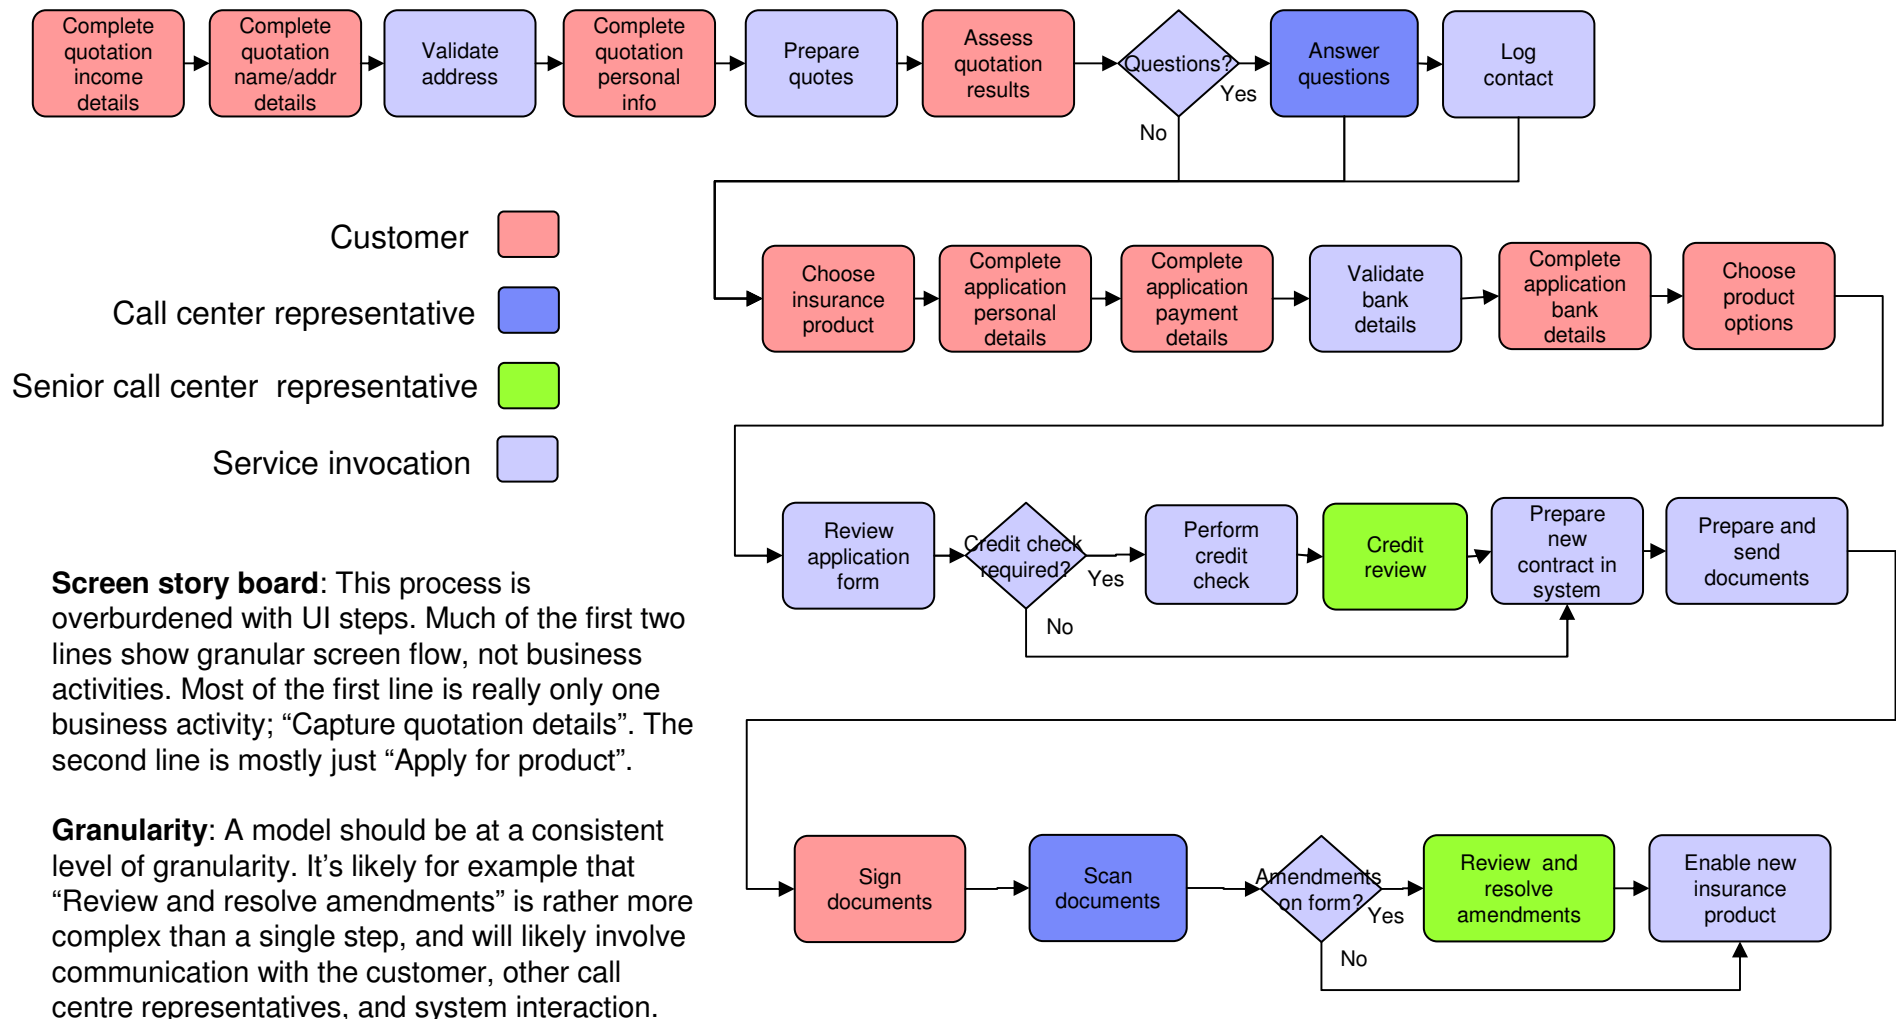 Complete
quotation
income
details
Complete
quotation
name/addr
details
Validate
address
Complete
quotation
personal
info
Prepare
quotes
Assess
quotation
results
Questions?
Yes
No
Answer
questions
Log
contact
Customer
Call center representative
Senior call center  representative
Service invocation
Choose
insurance
product
Complete
application
personal
details
Complete
application
payment
details
Validate
bank
details
Complete
application
bank
details
Choose
product
options
Review
application
form
Credit check
required?
Yes
No
Perform
credit
check
Credit
review
Prepare
new
contract in
system
Prepare and
send
documents
Screen story board: This process is
overburdened with UI steps. Much of the first two
lines show granular screen flow, not business
activities. Most of the first line is really only one
business activity; “Capture quotation details”. The
second line is mostly just “Apply for product”.
Granularity: A model should be at a consistent
level of granularity. It’s likely for example that
“Review and resolve amendments” is rather more
complex than a single step, and will likely involve
communication with the customer, other call
centre representatives, and system interaction.
Sign
documents
Scan
documents
Amendments
on form?
Yes
No
Review  and
resolve
amendments
Enable new
insurance
product